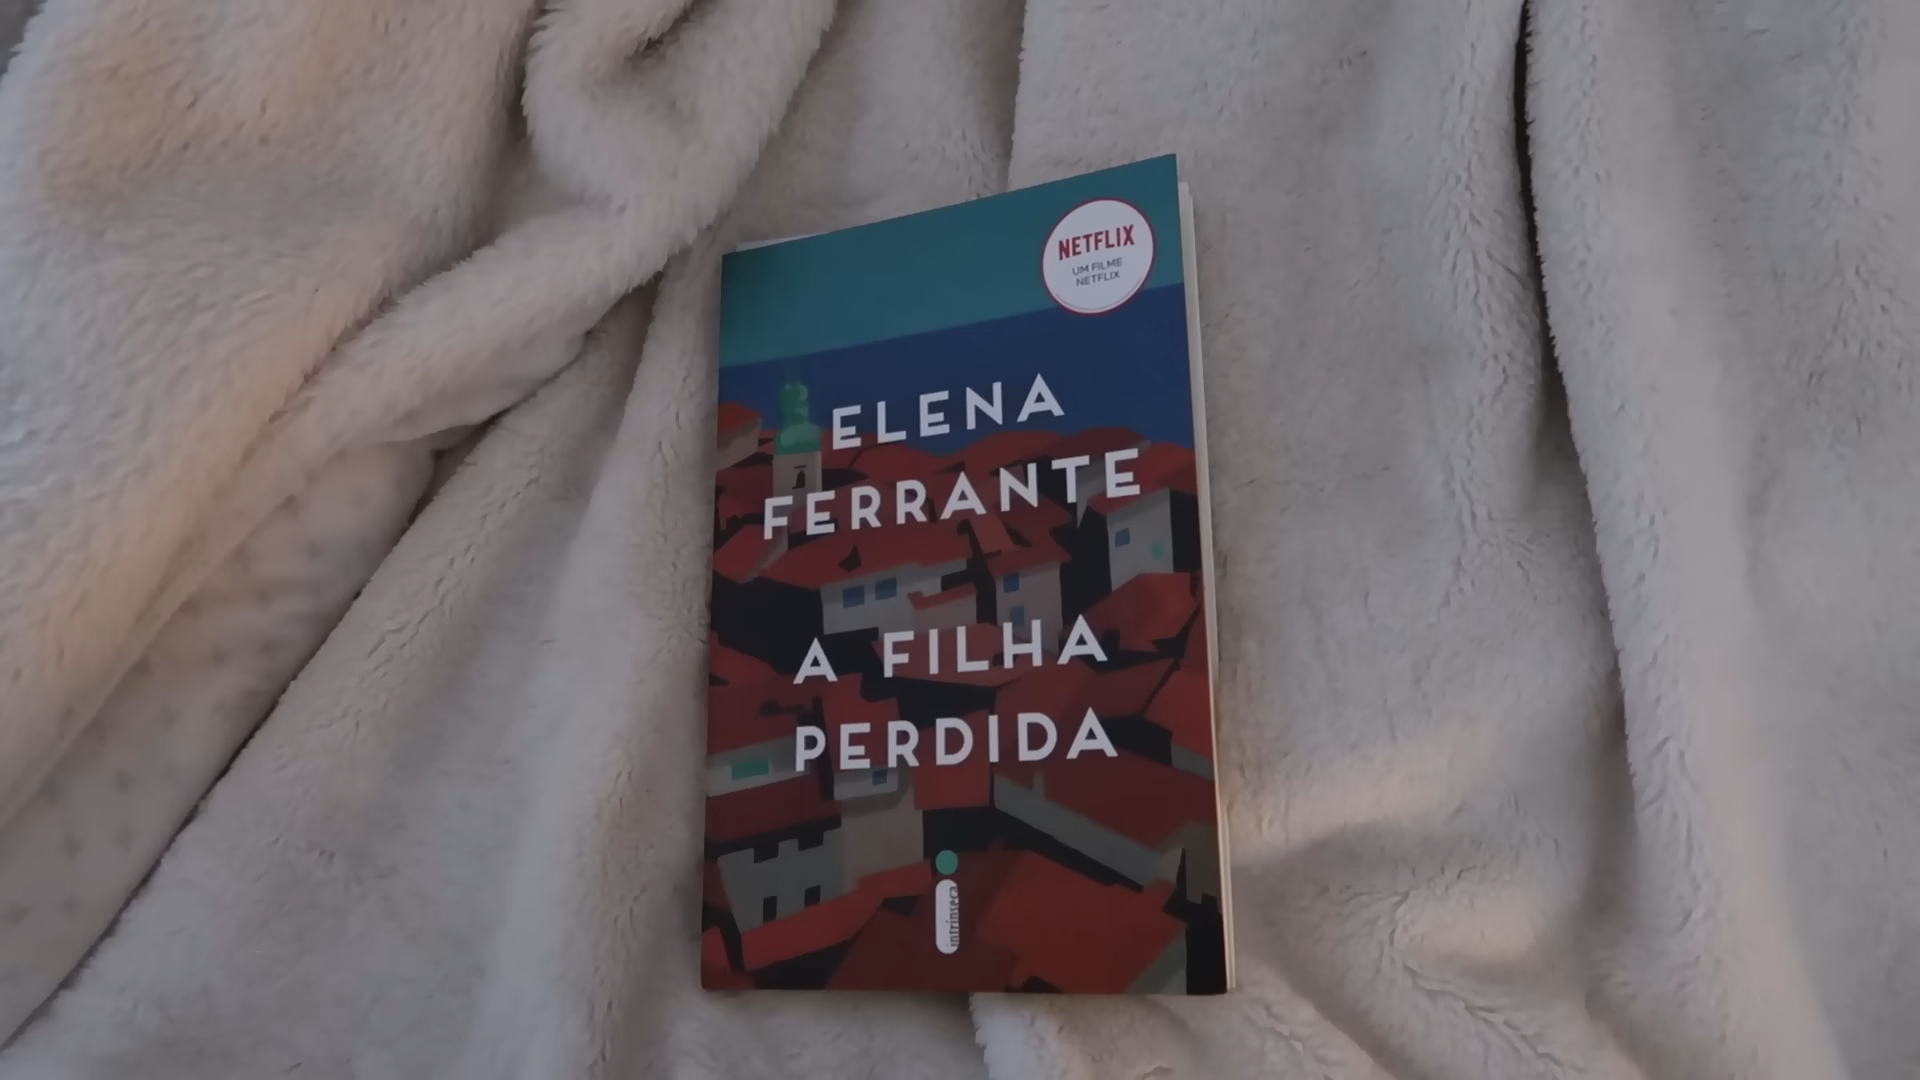 NETFLIX
UM FILME
NETFLIX
ELENA
FERRANTE
A FILHA
PERDIDA
intrínseca